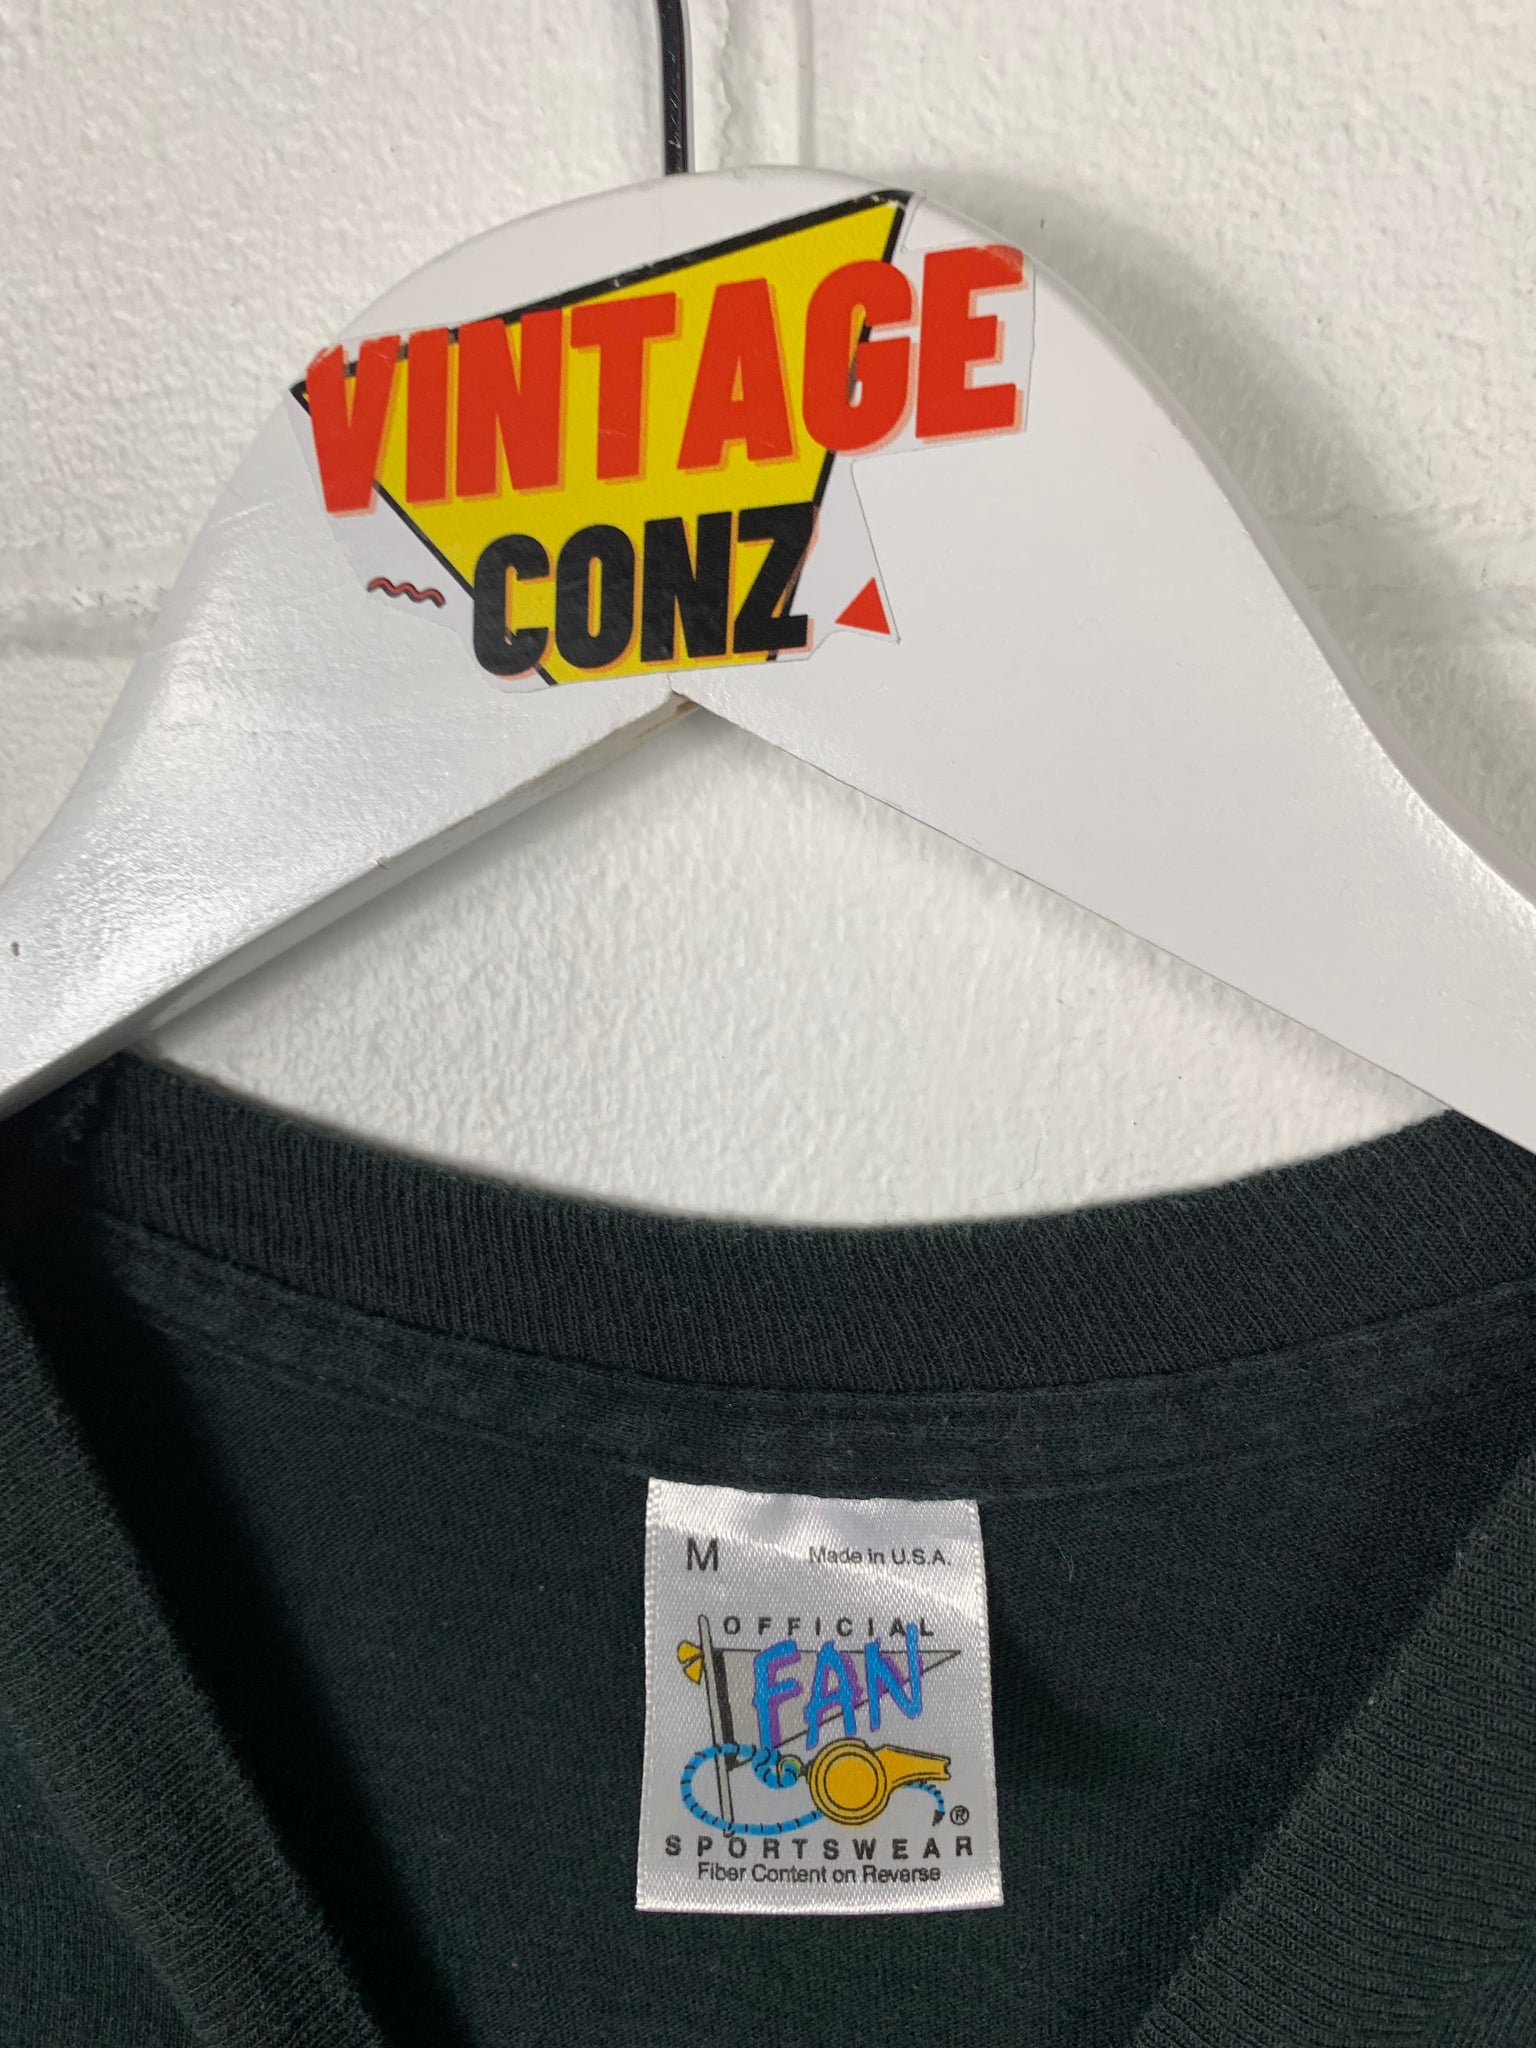 VINTAGE
CONZ
M Made in U.S.A.
OFFICIAL
FAN
®
SPORTSWEAR
Fiber Content on Reverse